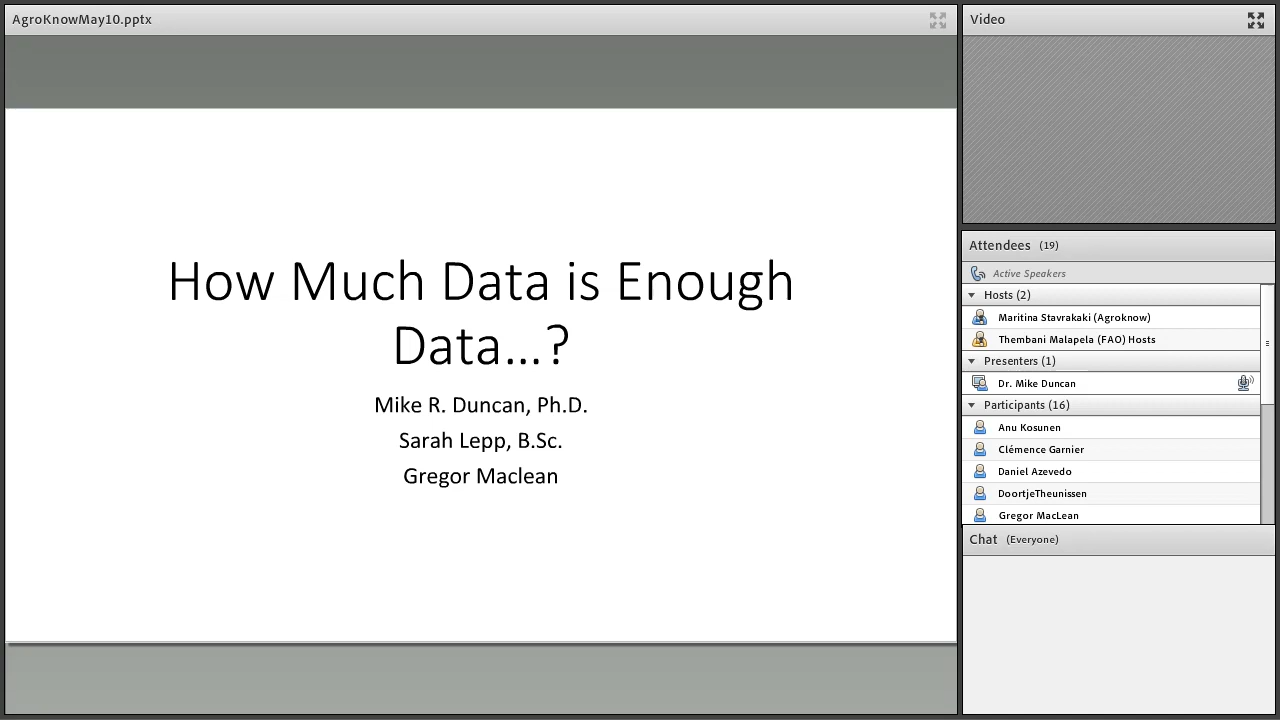 AgroKnowMay10.pptx
How Much Data is Enough
Data...?
Mike R. Duncan, Ph.D.
Sarah Lepp, B.Sc.
Gregor Maclean
Video
Attendees (19)
Active Speakers
Hosts (2)
Maritina Stavrakaki (Agroknow)
Thembani Malapela (FAO) Hosts
Presenters (1)
Dr. Mike Duncan
Participants (16)
Anu Kosunen
Clémence Garnier
Daniel Azevedo
DoortjeTheunissen
Gregor MacLean
Chat (Everyone)